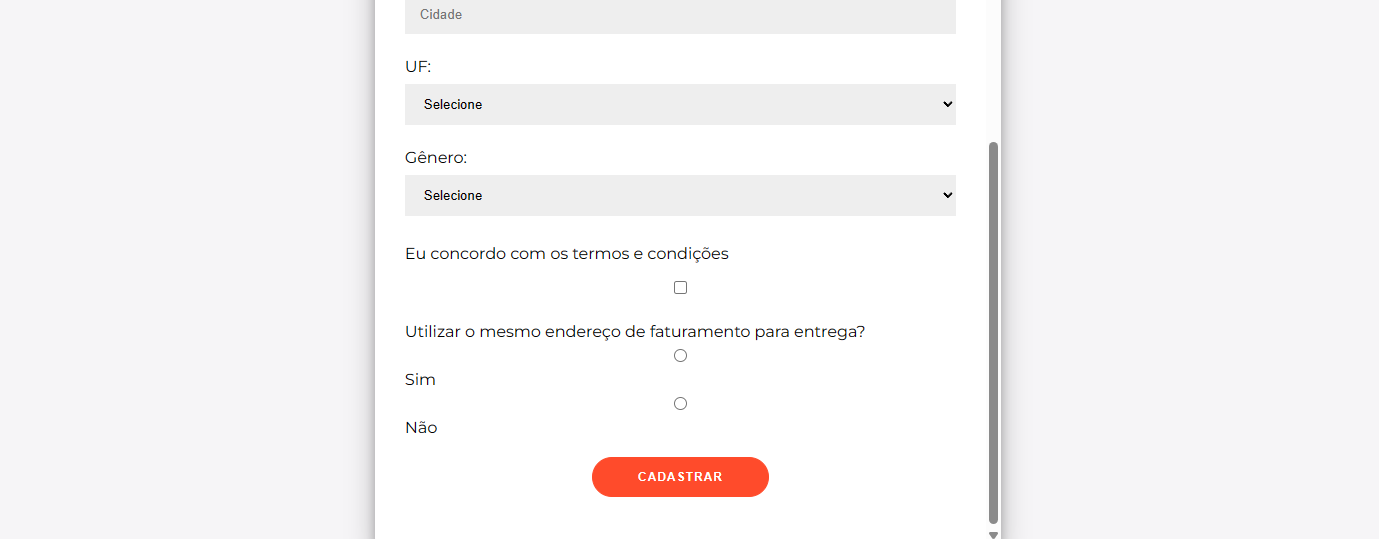 Cidade
UF:
Selecione
Gênero:
Selecione
Eu concordo com os termos e condições
Utilizar o mesmo endereço de faturamento para entrega?
Sim
Não
CADASTRAR